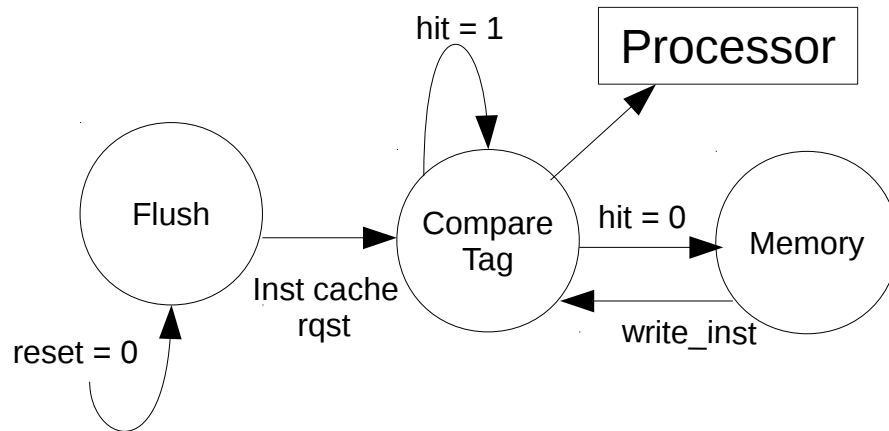 hit = 1
Processor
Flush
Compare
Tag
hit = 0
Memory
Inst cache
rqst
write_inst
reset = 0